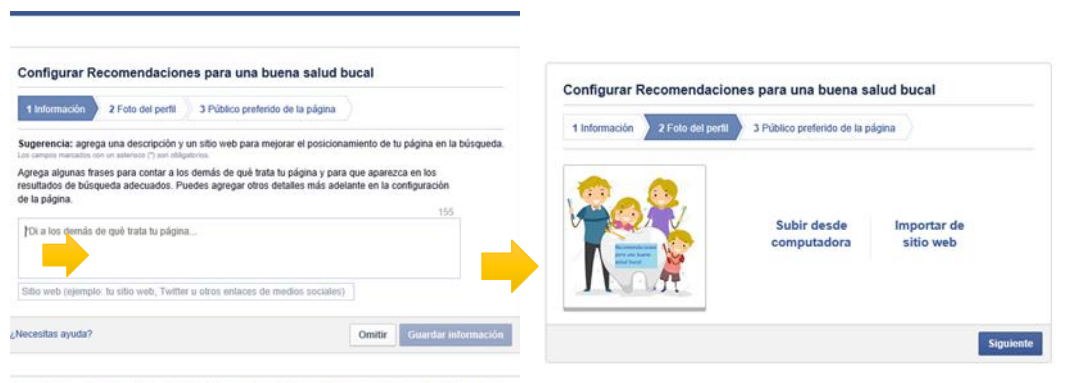 Configurar Recomendaciones para una buena salud bucal
1 Información
2 Foto del perfil
3 Público preferido de la página
Sugerencia: agrega una descripción y un sitio web para mejorar el posicionamiento de tu página en la búsqueda.
Los campos marcados con un asterisco (*) son obligatorios.
Agrega algunas frases para contar a los demás de qué trata tu página y para que aparezca en los
resultados de búsqueda adecuados. Puedes agregar otros detalles más adelante en la configuración
de la página.
155
*Di a los demás de qué trata tu página...
Sitio web (ejemplo: tu sitio web, Twitter u otros enlaces de medios sociales)
¿Necesitas ayuda?
Omitir
Guardar información
Configurar Recomendaciones para una buena salud bucal
1 Información
2 Foto del perfil
3 Público preferido de la página
Recomendaciones
para una buena
salud bucal
Subir desde
computadora
Importar de
sitio web
Siguiente